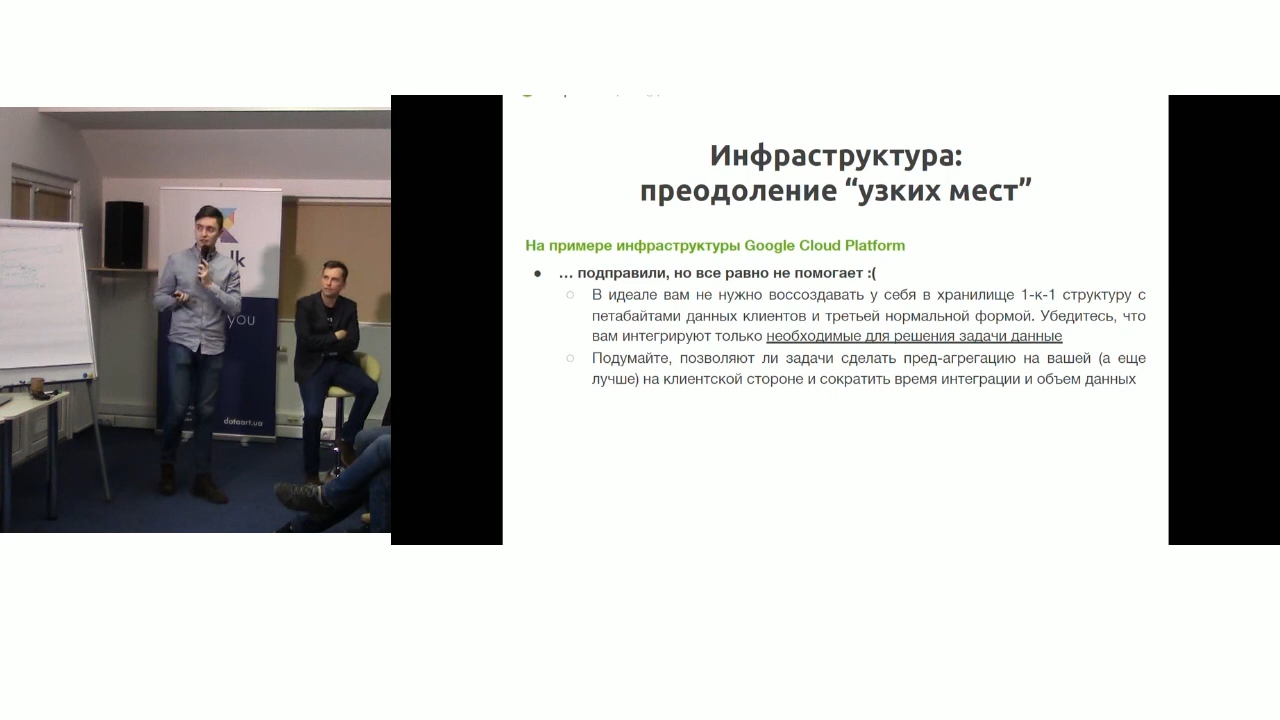 lk
you
dataart.ua
Инфраструктура:
преодоление “узких мест”
На примере инфраструктуры Google Cloud Platform
● … подправили, но все равно не помогает :(
○ В идеале вам не нужно воссоздавать у себя в хранилище 1-к-1 структуру с
петабайтами данных клиентов и третьей нормальной формой. Убедитесь, что
вам интегрируют только необходимые для решения задачи данные
○ Подумайте, позволяют ли задачи сделать пред-агрегацию на вашей (а еще
лучше) на клиентской стороне и сократить время интеграции и объем данных